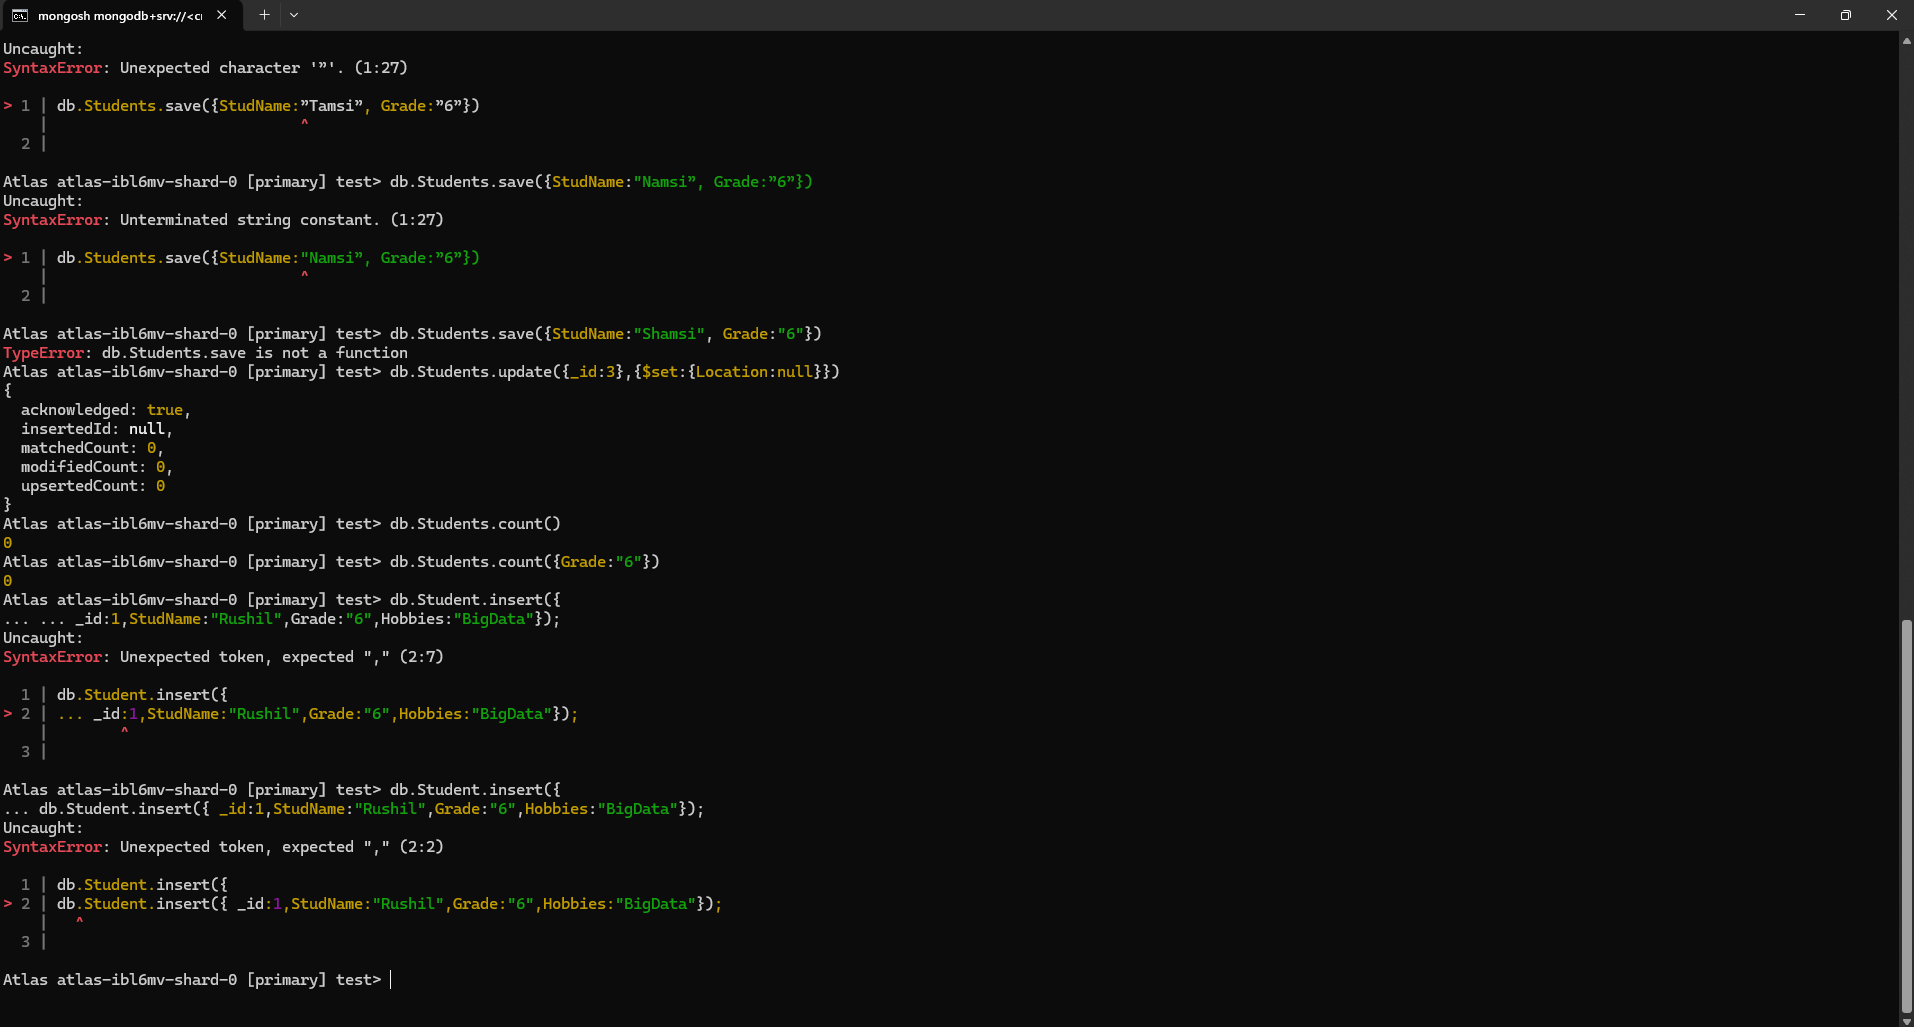 mongosh mongodb+srv://<cr
Uncaught:
SyntaxError: Unexpected character '”'. (1:27)
> 1 | db.Students.save({StudName:”Tamsi”, Grade:”6”})
    |                            ^
  2 |
Atlas atlas-ibl6mv-shard-0 [primary] test> db.Students.save({StudName:"Namsi”, Grade:”6”})
Uncaught:
SyntaxError: Unterminated string constant. (1:27)
> 1 | db.Students.save({StudName:"Namsi”, Grade:”6”})
    |                            ^
  2 |
Atlas atlas-ibl6mv-shard-0 [primary] test> db.Students.save({StudName:"Shamsi", Grade:"6"})
TypeError: db.Students.save is not a function
Atlas atlas-ibl6mv-shard-0 [primary] test> db.Students.update({_id:3},{$set:{Location:null}})
{
  acknowledged: true,
  insertedId: null,
  matchedCount: 0,
  modifiedCount: 0,
  upsertedCount: 0
}
Atlas atlas-ibl6mv-shard-0 [primary] test> db.Students.count()
0
Atlas atlas-ibl6mv-shard-0 [primary] test> db.Students.count({Grade:"6"})
0
Atlas atlas-ibl6mv-shard-0 [primary] test> db.Student.insert({
... ... _id:1,StudName:"Rushil",Grade:"6",Hobbies:"BigData"});
Uncaught:
SyntaxError: Unexpected token, expected "," (2:7)
  1 | db.Student.insert({
> 2 | ... _id:1,StudName:"Rushil",Grade:"6",Hobbies:"BigData"});
    |        ^
  3 |
Atlas atlas-ibl6mv-shard-0 [primary] test> db.Student.insert({
... db.Student.insert({ _id:1,StudName:"Rushil",Grade:"6",Hobbies:"BigData"});
Uncaught:
SyntaxError: Unexpected token, expected "," (2:2)
  1 | db.Student.insert({
> 2 | db.Student.insert({ _id:1,StudName:"Rushil",Grade:"6",Hobbies:"BigData"});
    |   ^
  3 |
Atlas atlas-ibl6mv-shard-0 [primary] test>